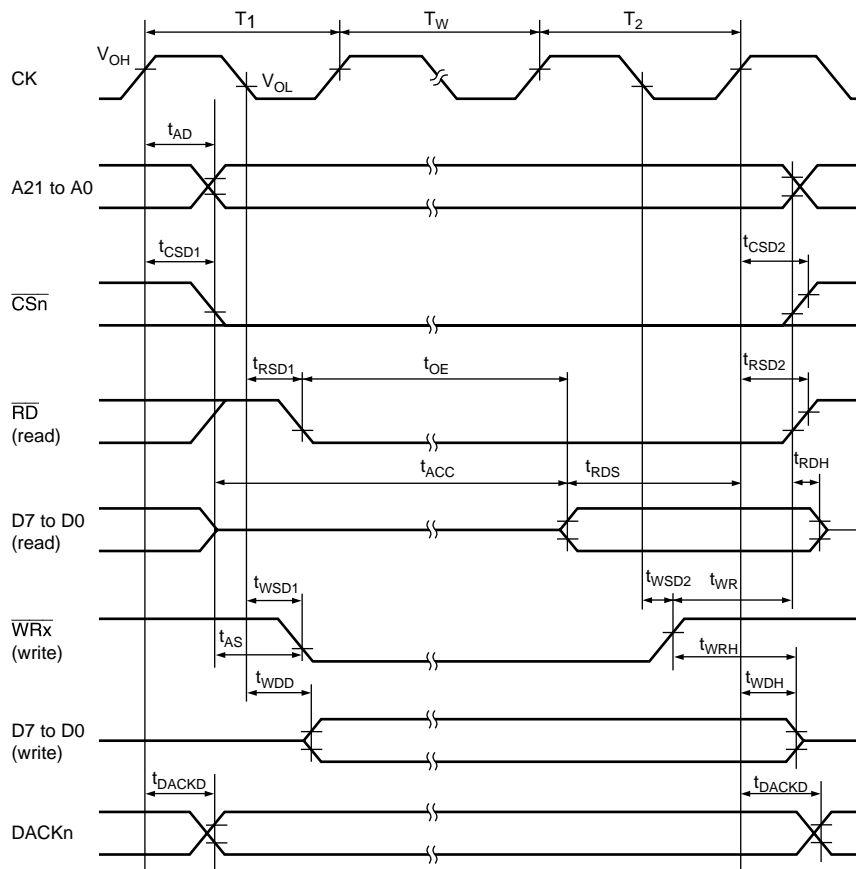 T1 TW T2
VOH
CK
VOL
tAD
A21 to A0
tCSD1 tCSD2
CSn
tRSD1 tOE tRSD2
RD
(read)
tACC tRDS tRDH
D7 to D0
(read)
tWSD1 tWSD2 tWR
WRx
(write)
tAS tWRH
tWDD tWDH
D7 to D0
(write)
tDACKD tDACKD
DACKn